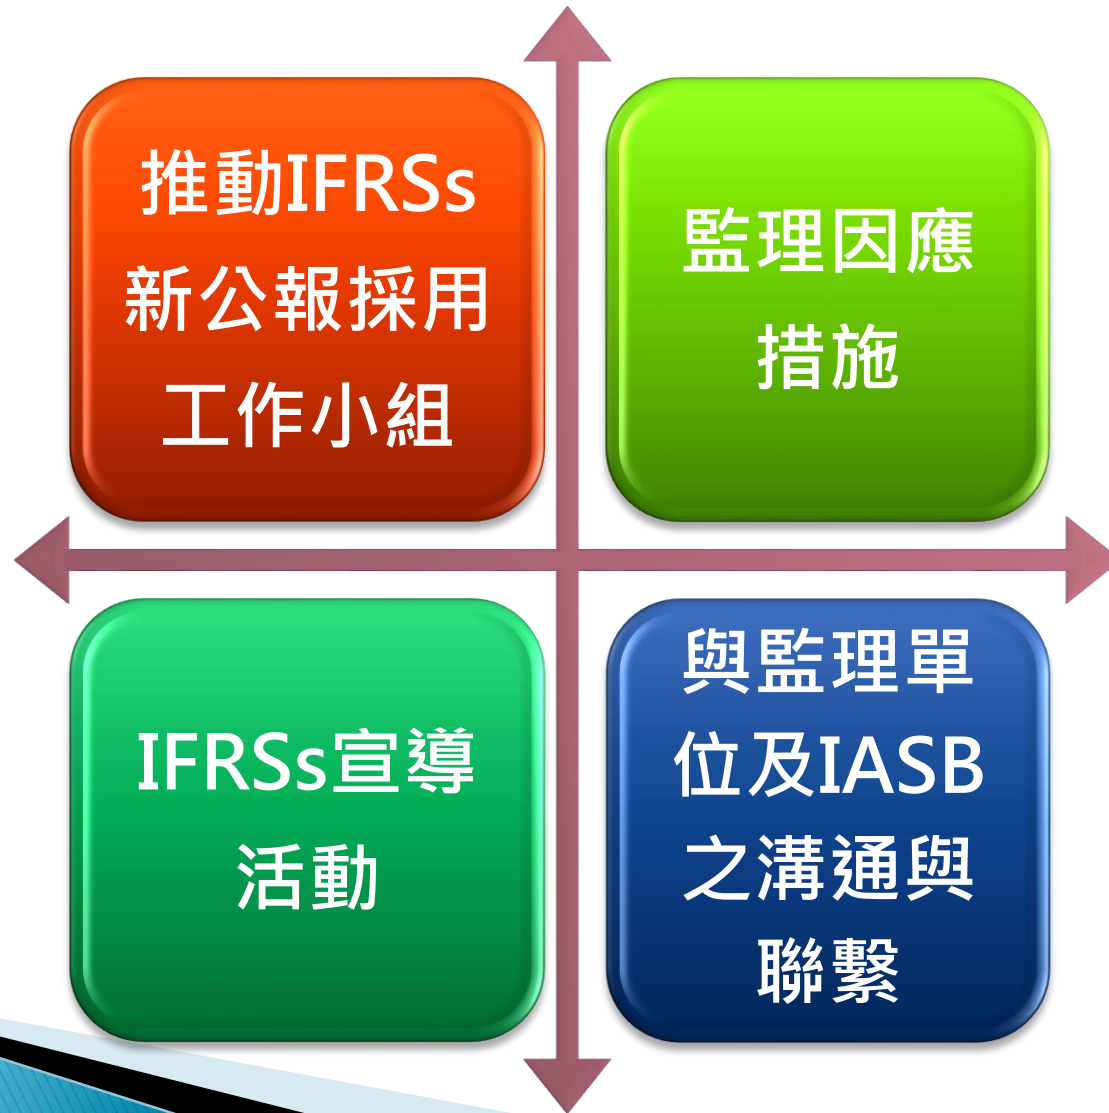 推動IFRSs
新公報採用
工作小組
監理因應
措施
IFRSs宣導
活動
與監理單
位及IASB
之溝通與
聯繫